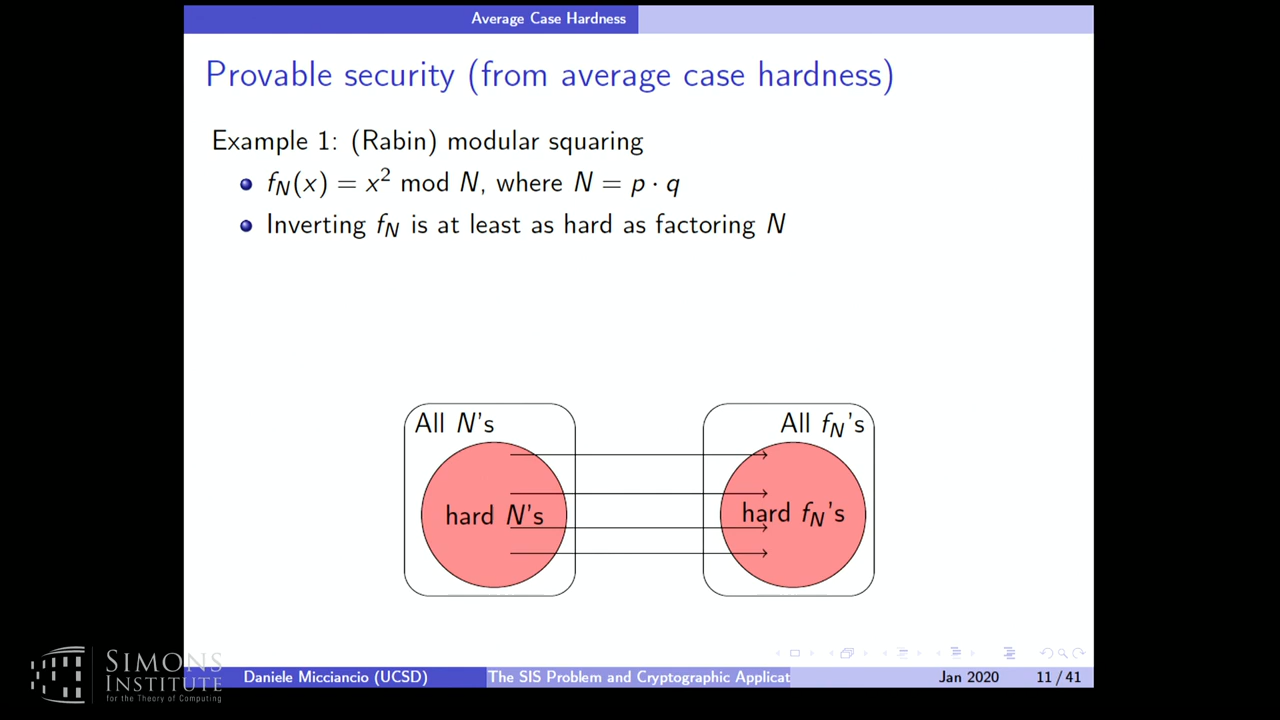 Average Case Hardness
Provable security (from average case hardness)
Example 1: (Rabin) modular squaring
f_N(x) = x² mod N, where N = p · q
Inverting f_N is at least as hard as factoring N
All N's
All f_N's
hard N's
hard f_N's
SIMONS
INSTITUTE
for the Theory of Computing
Daniele Micciancio (UCSD)
The SIS Problem and Cryptographic Applicat
Jan 2020
11 / 41